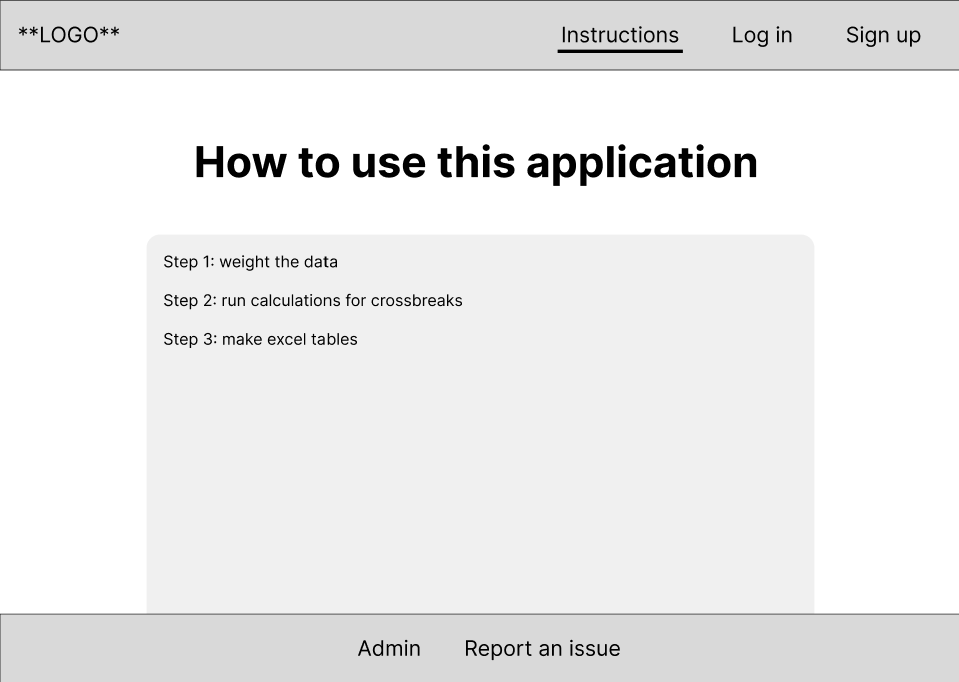 **LOGO** Instructions Log in Sign up
How to use this application
Step 1: weight the data
Step 2: run calculations for crossbreaks
Step 3: make excel tables
Admin Report an issue